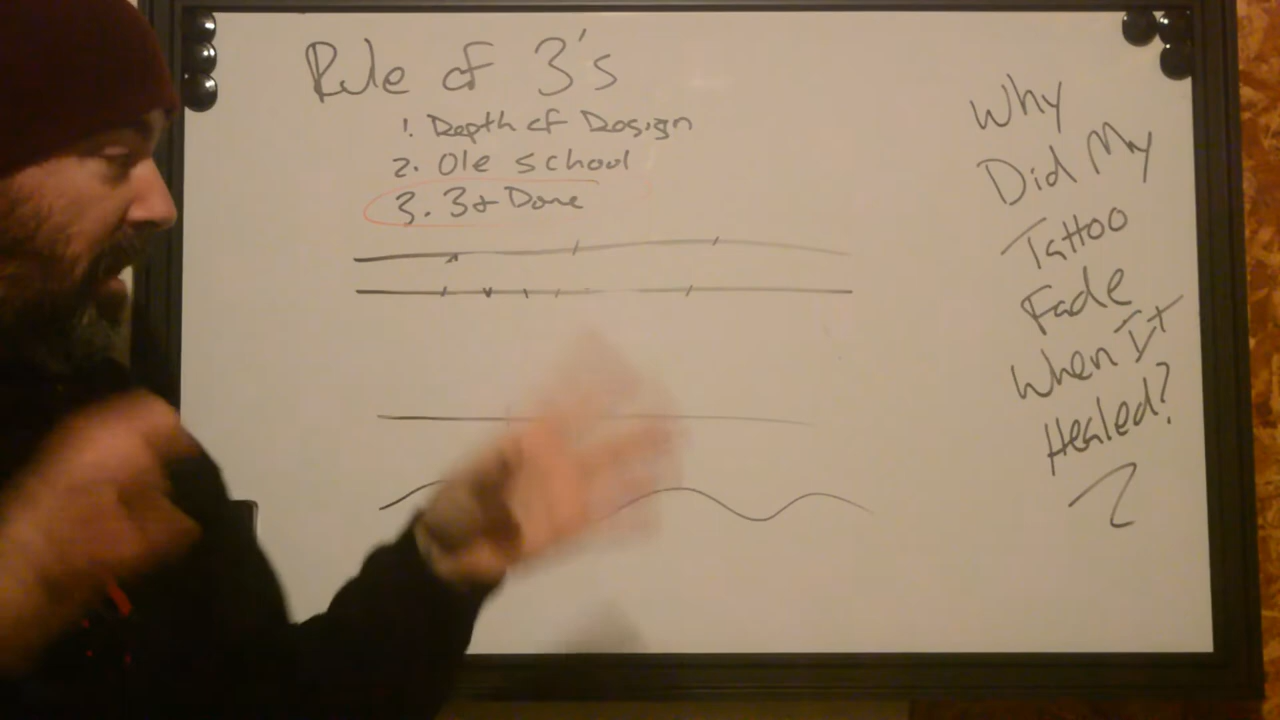 Rule of 3's
1. Depth of Design
2. Ole School
3. 3 & Done
Why
Did My
Tattoo
Fade
When It
Healed?